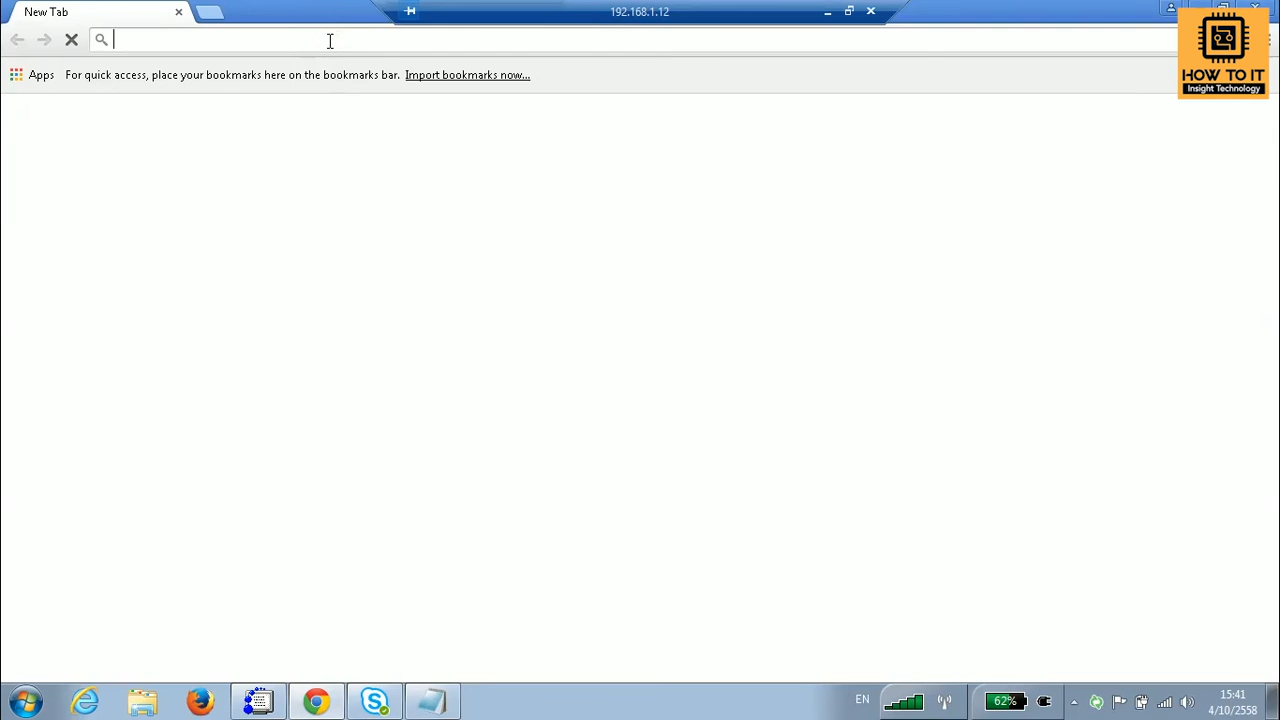 New Tab
192.168.1.12
Apps For quick access, place your bookmarks here on the bookmarks bar. Import bookmarks now...
HOW TO IT
Insight Technology
EN
62%
15:41
4/10/2558